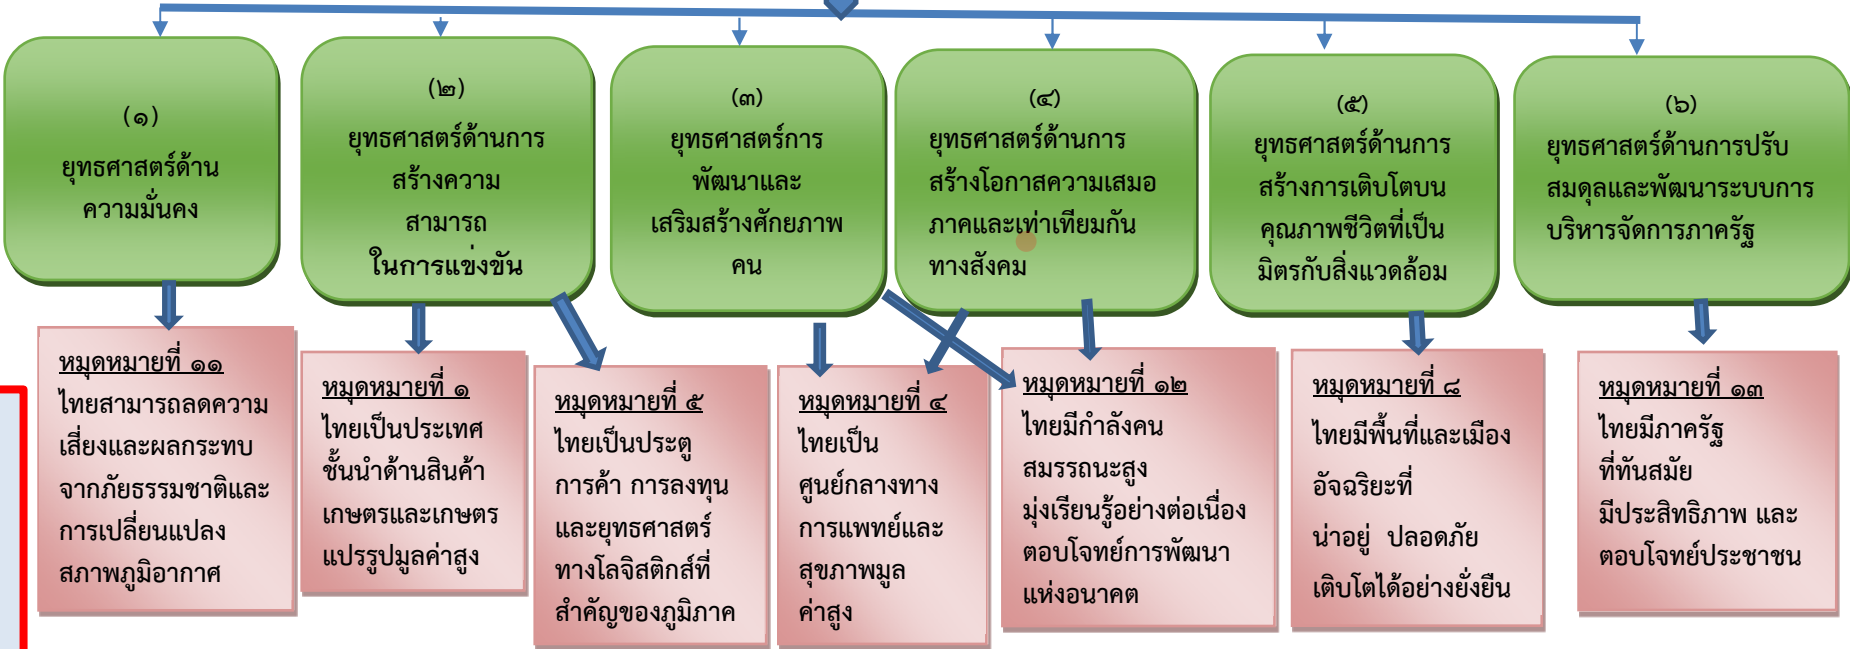 (๑)
ยุทธศาสตร์ด้าน
ความมั่นคง
(๒)
ยุทธศาสตร์ด้านการ
สร้างความ
สามารถ
ในการแข่งขัน
(๓)
ยุทธศาสตร์การ
พัฒนาและ
เสริมสร้างศักยภาพ
คน
(๔)
ยุทธศาสตร์ด้านการ
สร้างโอกาสความเสมอ
ภาคและเท่าเทียมกัน
ทางสังคม
(๕)
ยุทธศาสตร์ด้านการ
สร้างการเติบโตบน
คุณภาพชีวิตที่เป็น
มิตรกับสิ่งแวดล้อม
(๖)
ยุทธศาสตร์ด้านการปรับ
สมดุลและพัฒนาระบบการ
บริหารจัดการภาครัฐ
หมุดหมายที่ ๑๑
ไทยสามารถลดความ
เสี่ยงและผลกระทบ
จากภัยธรรมชาติและ
การเปลี่ยนแปลง
สภาพภูมิอากาศ
หมุดหมายที่ ๑
ไทยเป็นประเทศ
ชั้นนำด้านสินค้า
เกษตรและเกษตร
แปรรูปมูลค่าสูง
หมุดหมายที่ ๕
ไทยเป็นประตู
การค้า การลงทุน
และยุทธศาสตร์
ทางโลจิสติกส์ที่
สำคัญของภูมิภาค
หมุดหมายที่ ๔
ไทยเป็น
ศูนย์กลางทาง
การแพทย์และ
สุขภาพมูล
ค่าสูง
หมุดหมายที่ ๑๒
ไทยมีกำลังคน
สมรรถนะสูง
มุ่งเรียนรู้อย่างต่อเนื่อง
ตอบโจทย์การพัฒนา
แห่งอนาคต
หมุดหมายที่ ๘
ไทยมีพื้นที่และเมือง
อัจฉริยะที่
น่าอยู่ ปลอดภัย
เติบโตได้อย่างยั่งยืน
หมุดหมายที่ ๑๓
ไทยมีภาครัฐ
ที่ทันสมัย
มีประสิทธิภาพ และ
ตอบโจทย์ประชาชน